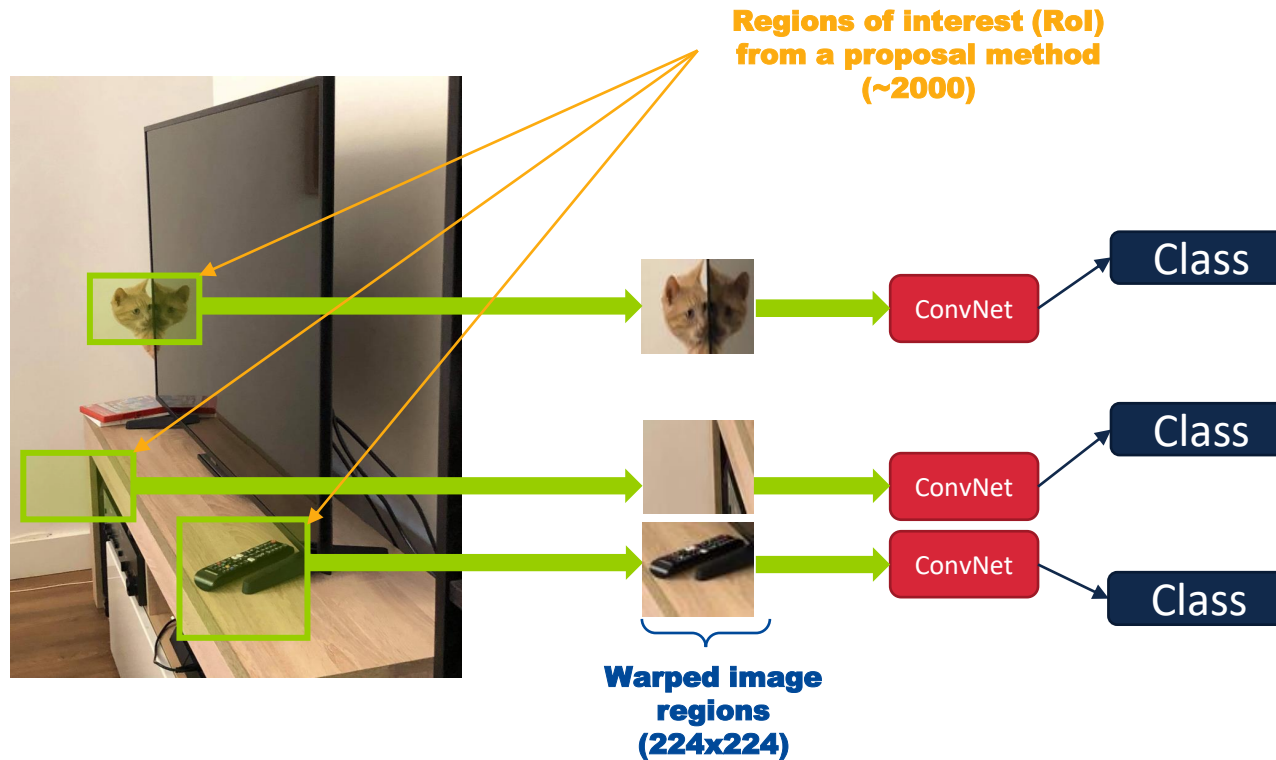 Regions of interest (RoI)
from a proposal method
(~2000)
Class
ConvNet
Class
ConvNet
ConvNet
Class
Warped image
regions
(224x224)